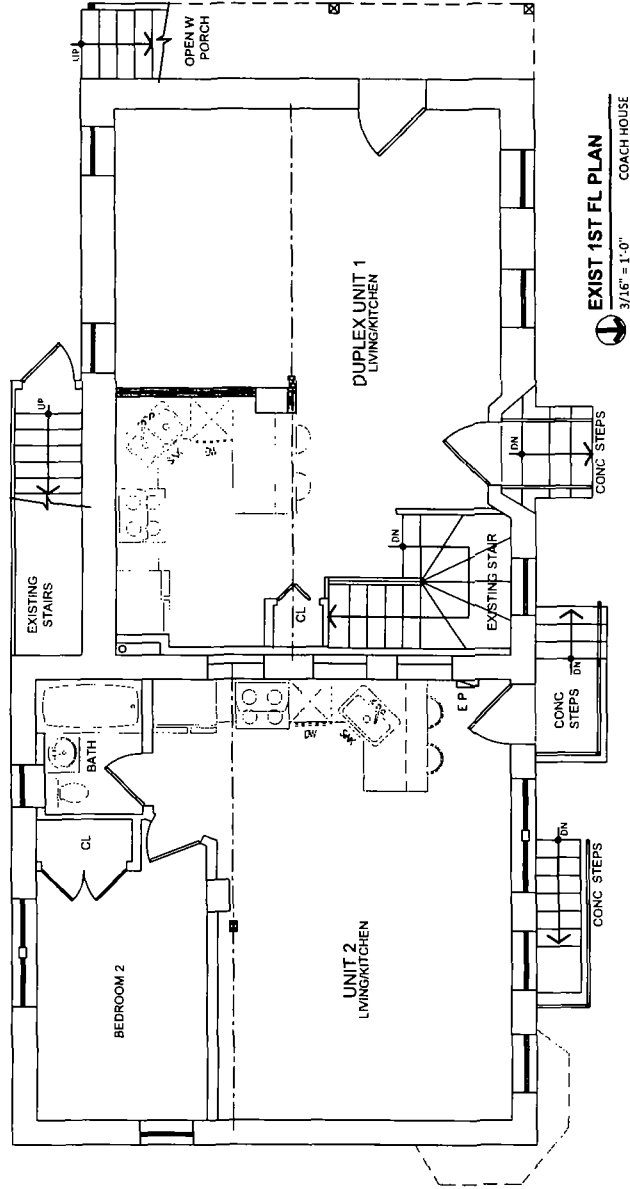 UP
OPEN W
PORCH
UP
EXISTING
STAIRS
DUPLEX UNIT 1
LIVING/KITCHEN
DW
DN
CONC STEPS
CL
DN
EXISTING STAIR
BATH
DW
E P
DN
CONC
STEPS
CL
BEDROOM 2
UNIT 2
LIVING/KITCHEN
DN
CONC STEPS
EXIST 1ST FL PLAN
3/16" = 1'-0" COACH HOUSE